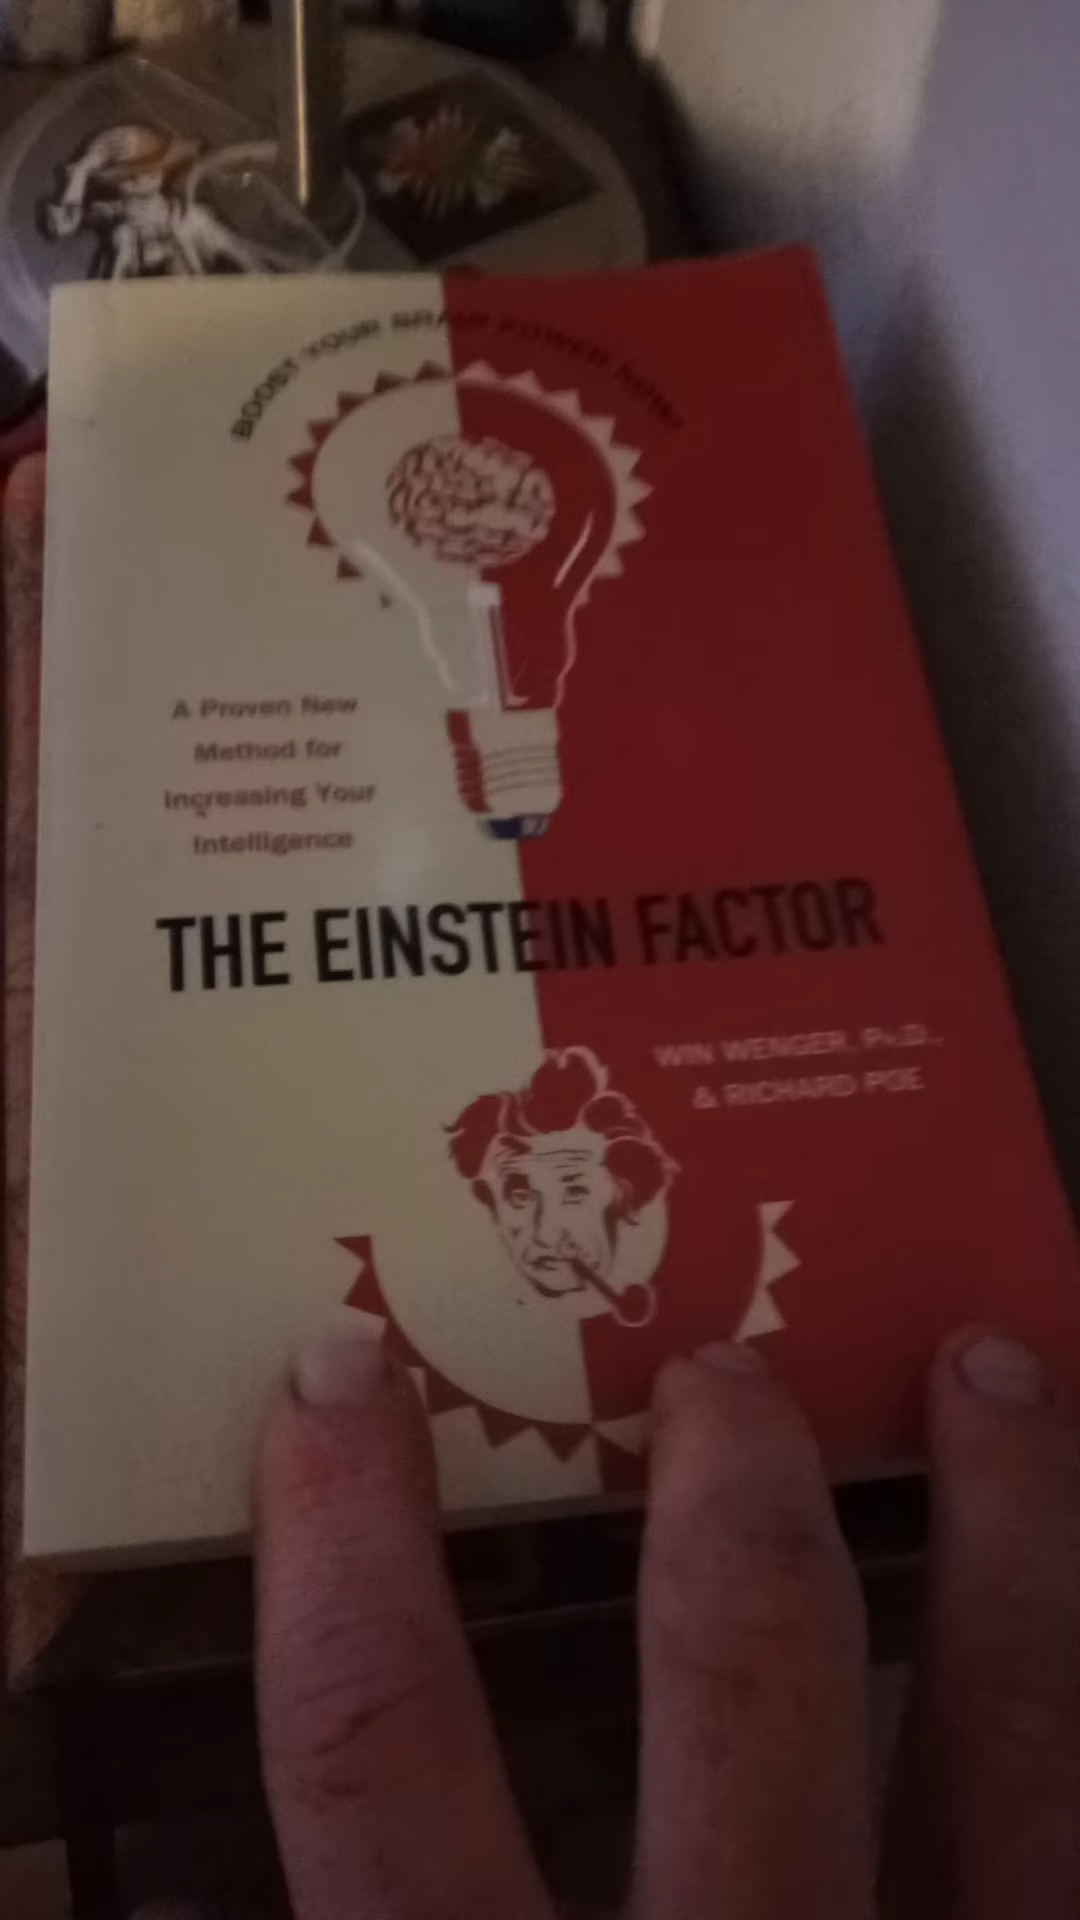 BOOST YOUR BRAIN POWER NOW!
A Proven New
Method for
Increasing Your
Intelligence
THE EINSTEIN FACTOR
WIN WENGER, Ph.D.,
& RICHARD POE